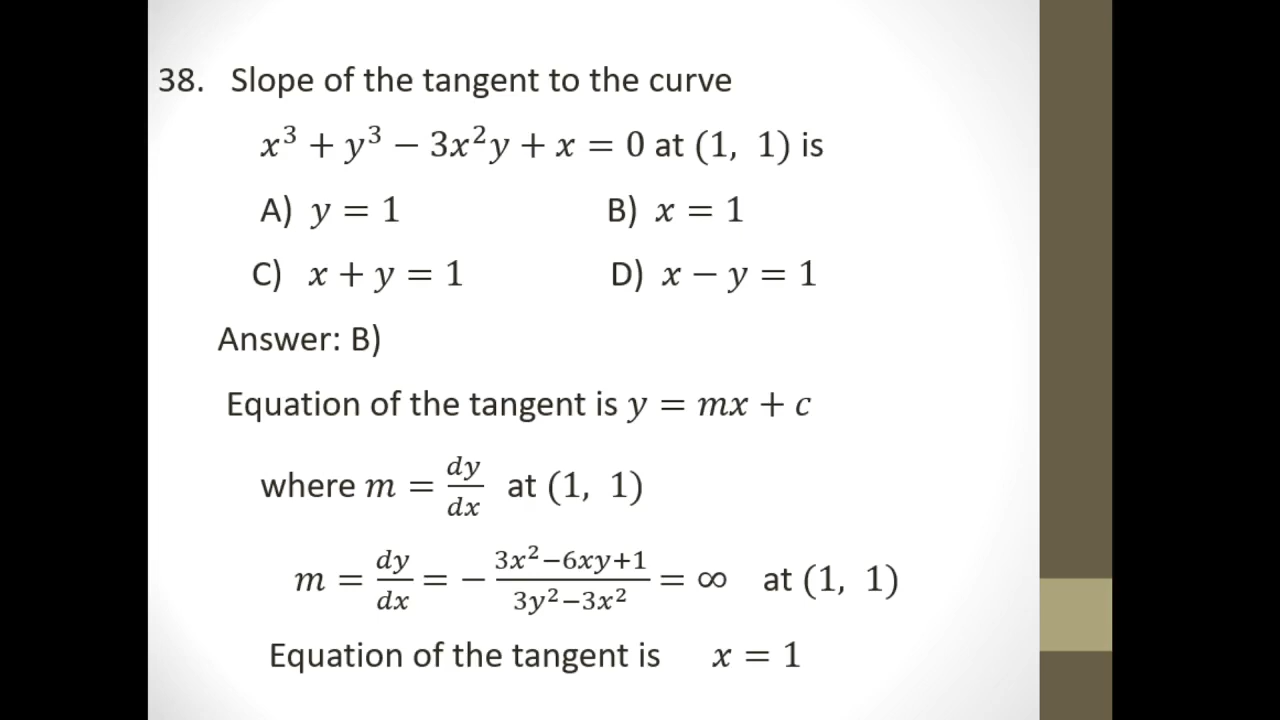 38. Slope of the tangent to the curve
x³ + y³ − 3x²y + x = 0 at (1, 1) is
A) y = 1 B) x = 1
C) x + y = 1 D) x − y = 1
Answer: B)
Equation of the tangent is y = mx + c
where m = dy/dx at (1, 1)
m = dy/dx = − (3x²−6xy+1)/(3y²−3x²) = ∞ at (1, 1)
Equation of the tangent is x = 1